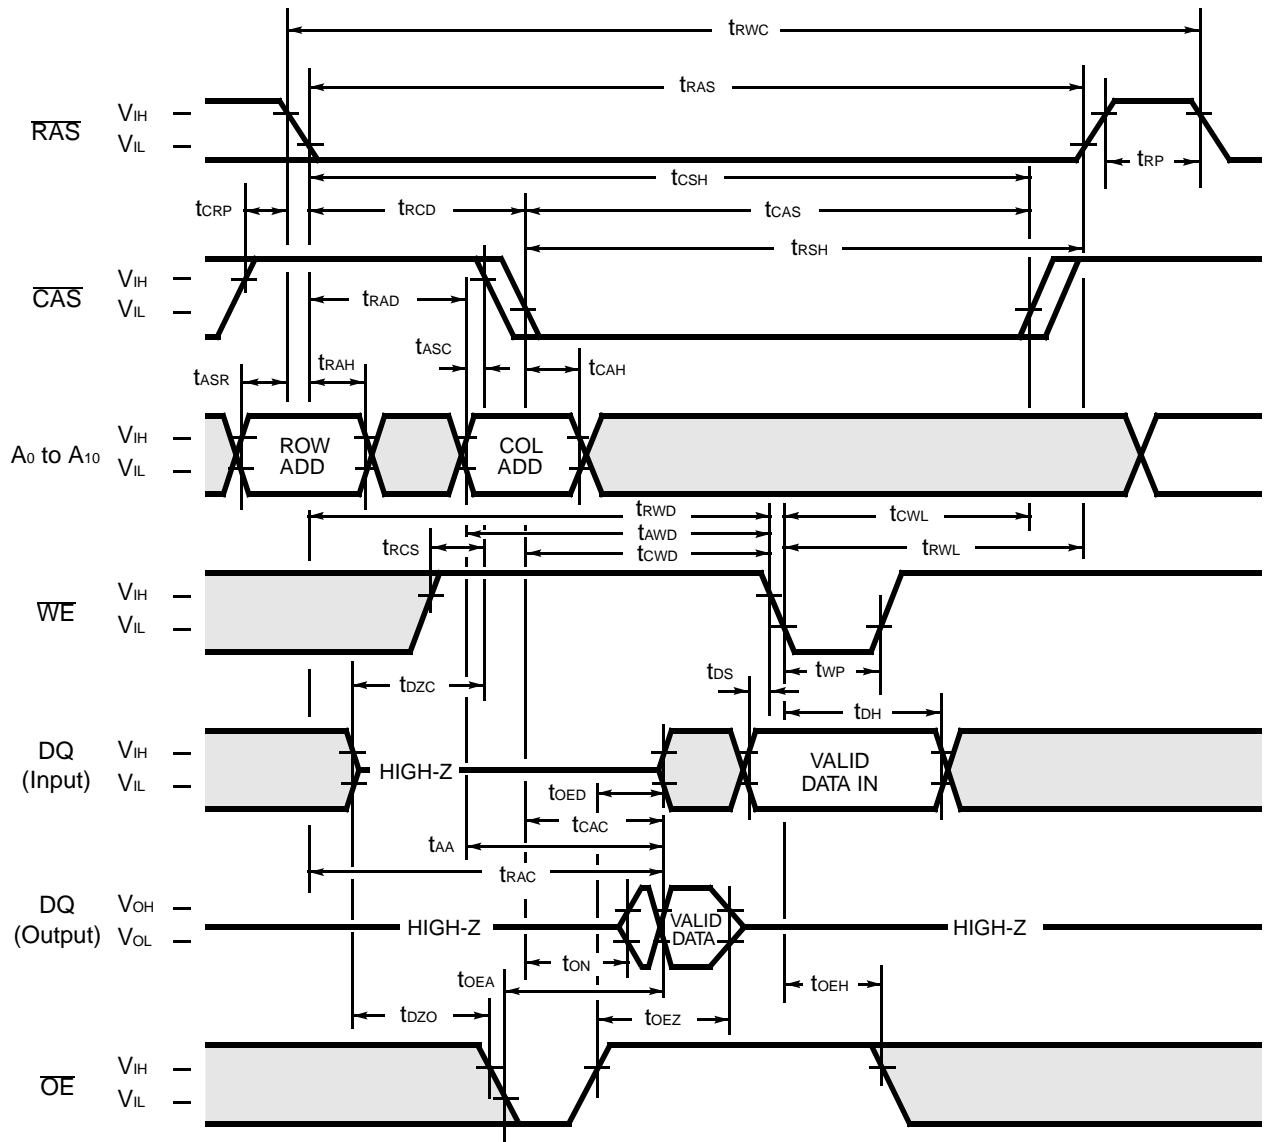 tRWC
tRAS
RAS
VIH
VIL
tRP
tCSH
tCRP
tRCD
tCAS
tRSH
CAS
VIH
VIL
tRAD
tASC
tRAH
tCAH
tASR
A0 to A10
VIH
VIL
ROW
ADD
COL
ADD
tRWD
tCWL
tAWD
tRCS
tCWD
tRWL
WE
VIH
VIL
tDS
tWP
tDZC
tDH
DQ
(Input)
VIH
VIL
HIGH-Z
VALID
DATA IN
tOED
tCAC
tAA
tRAC
DQ
(Output)
VOH
VOL
HIGH-Z
VALID
DATA
HIGH-Z
tON
tOEA
tOEH
tDZO
tOEZ
OE
VIH
VIL